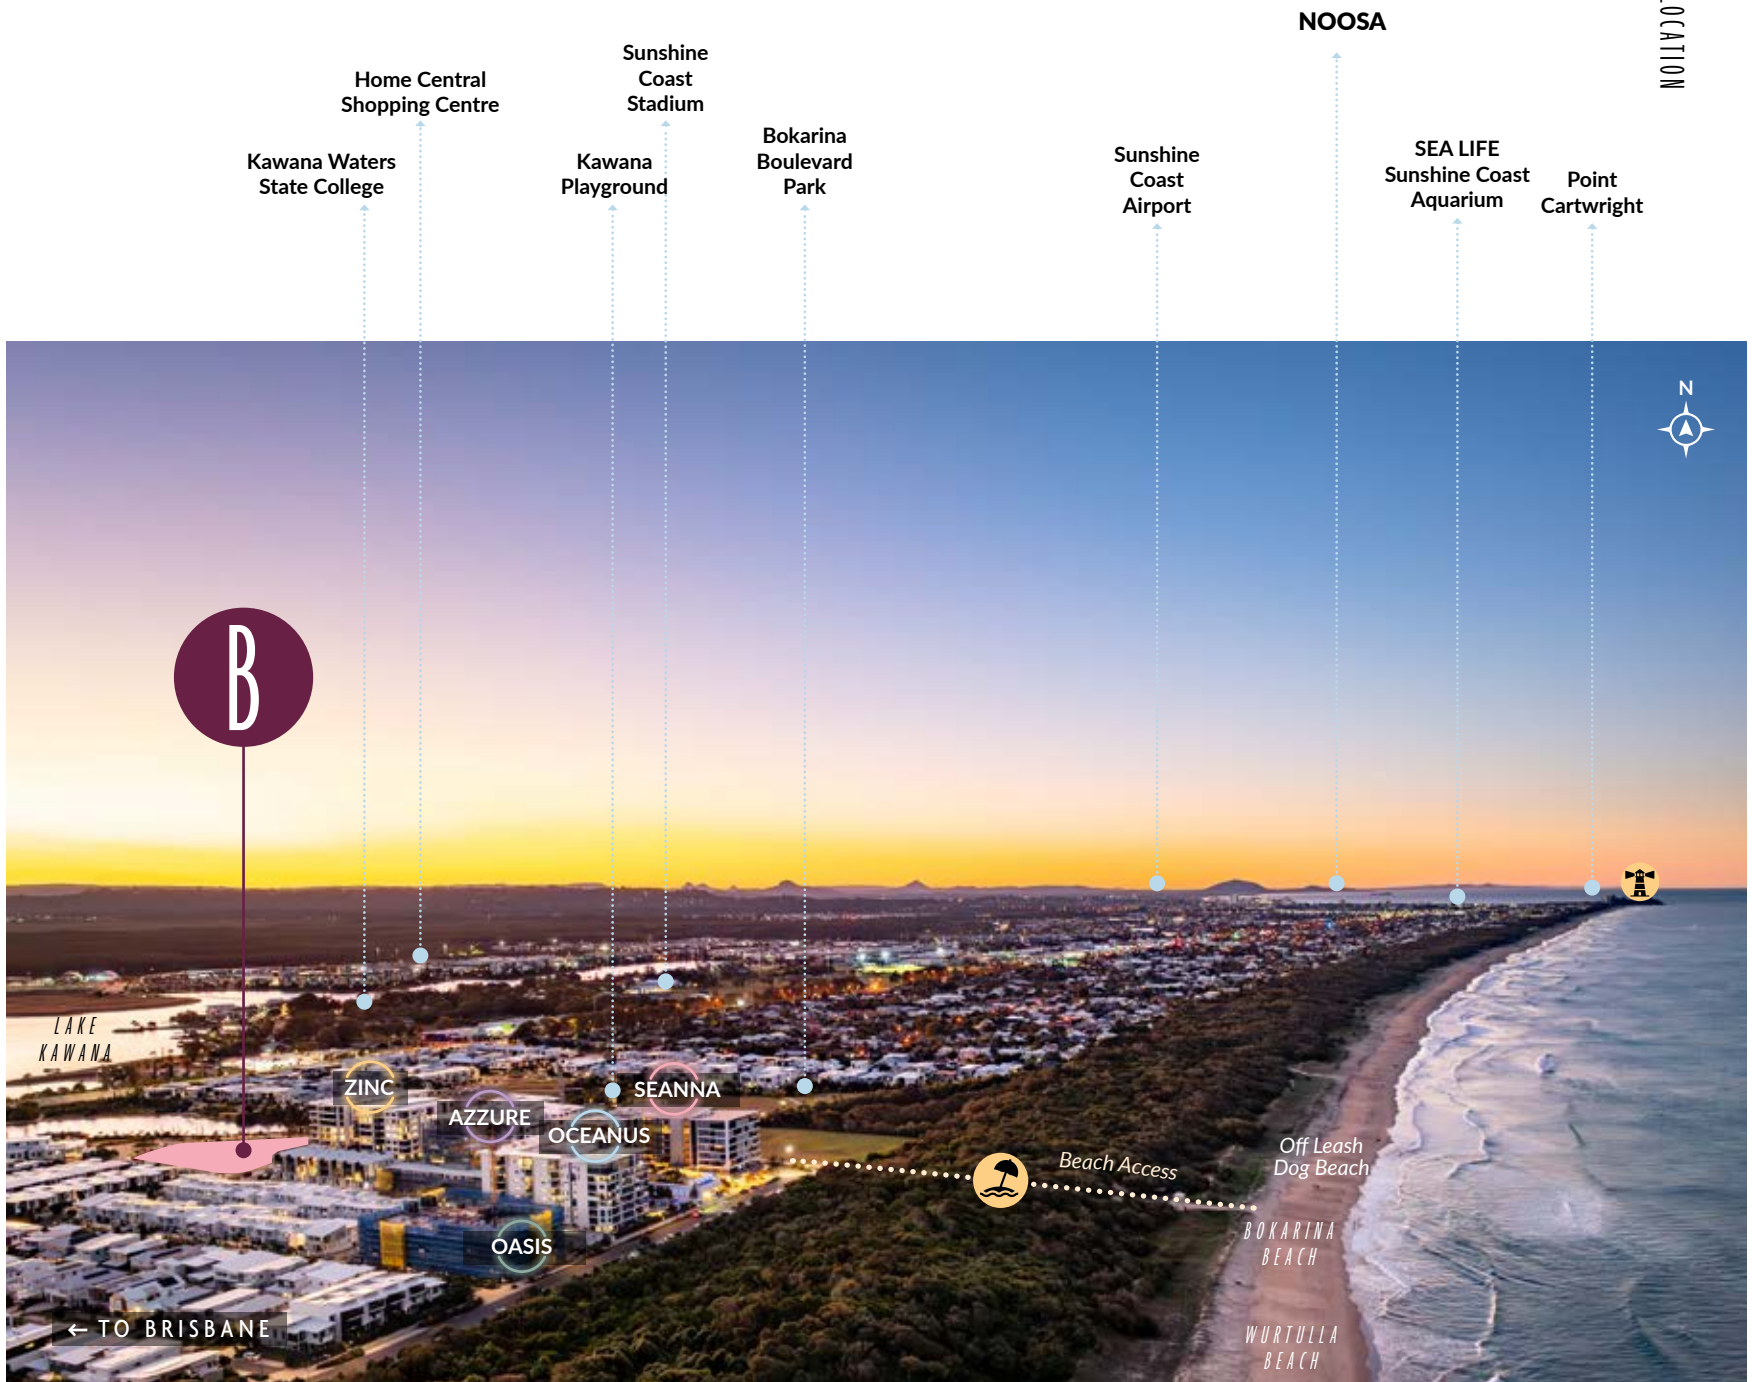 NOOSA
LOCATION
Sunshine
Coast
Stadium
Home Central
Shopping Centre
Kawana Waters
State College
Kawana
Playground
Bokarina
Boulevard
Park
Sunshine
Coast
Airport
SEA LIFE
Sunshine Coast
Aquarium
Point
Cartwright
N
B
LAKE
KAWANA
ZINC
SEANNA
AZZURE
OCEANUS
Beach Access
Off Leash
Dog Beach
BOKARINA
BEACH
OASIS
← TO BRISBANE
WURTULLA
BEACH